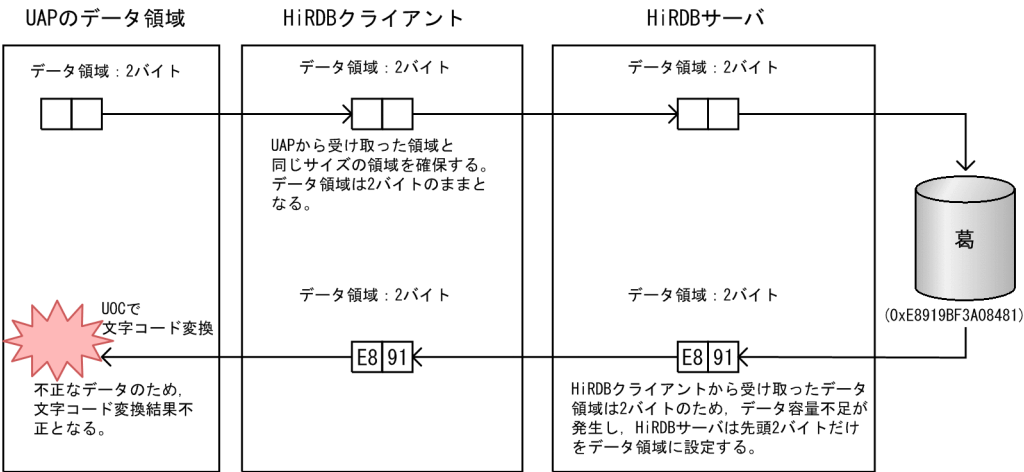 UAPのデータ領域
HiRDBクライアント
HiRDBサーバ
データ領域：2バイト
データ領域：2バイト
データ領域：2バイト
UAPから受け取った領域と
同じサイズの領域を確保する。
データ領域は2バイトのままと
なる。
葛
(0xE8919BF3A08481)
UOCで
文字コード変換
データ領域：2バイト
データ領域：2バイト
E8 91
E8 91
不正なデータのため，
文字コード変換結果不
正となる。
HiRDBクライアントから受け取ったデータ
領域は2バイトのため，データ容量不足が
発生し，HiRDBサーバは先頭2バイトだけ
をデータ領域に設定する。